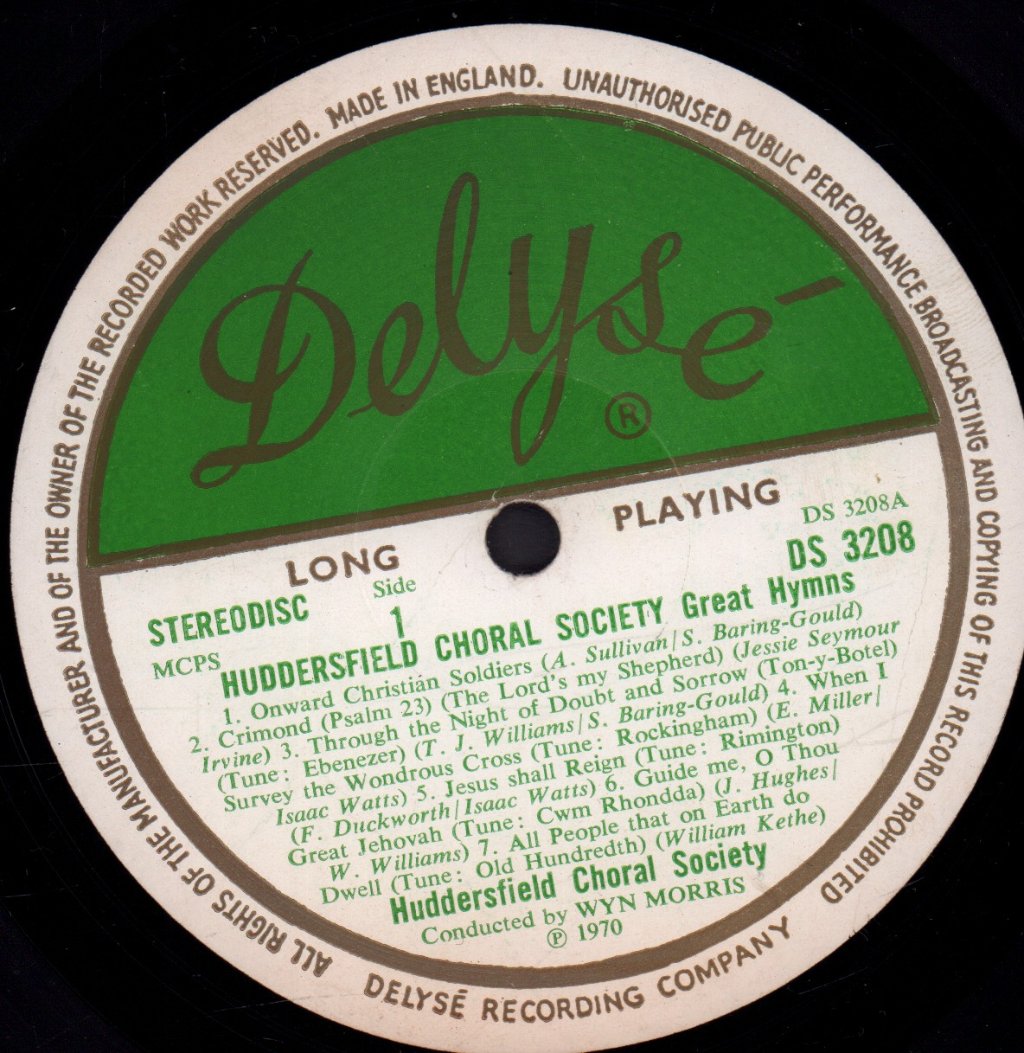 ALL RIGHTS OF THE MANUFACTURER AND OF THE OWNER OF THE RECORDED WORK RESERVED. MADE IN ENGLAND. UNAUTHORISED PUBLIC PERFORMANCE BROADCASTING AND COPYING OF THIS RECORD PROHIBITED
Delysé
®
LONG PLAYING
DS 3208A
STEREODISC
Side
DS 3208
MCPS
1
HUDDERSFIELD CHORAL SOCIETY Great Hymns
1. Onward Christian Soldiers (A. Sullivan/S. Baring-Gould)
2. Crimond (Psalm 23) (The Lord's my Shepherd) (Jessie Seymour
Irvine) 3. Through the Night of Doubt and Sorrow (Ton-y-Botel)
(Tune: Ebenezer) (T. J. Williams/S. Baring-Gould) 4. When I
Survey the Wondrous Cross (Tune: Rockingham) (E. Miller/
Isaac Watts) 5. Jesus shall Reign (Tune: Rimington)
(F. Duckworth/Isaac Watts) 6. Guide me, O Thou
Great Jehovah (Tune: Cwm Rhondda) (J. Hughes/
W. Williams) 7. All People that on Earth do
Dwell (Tune: Old Hundredth) (William Kethe)
Huddersfield Choral Society
Conducted by WYN MORRIS
℗ 1970
DELYSÉ RECORDING COMPANY